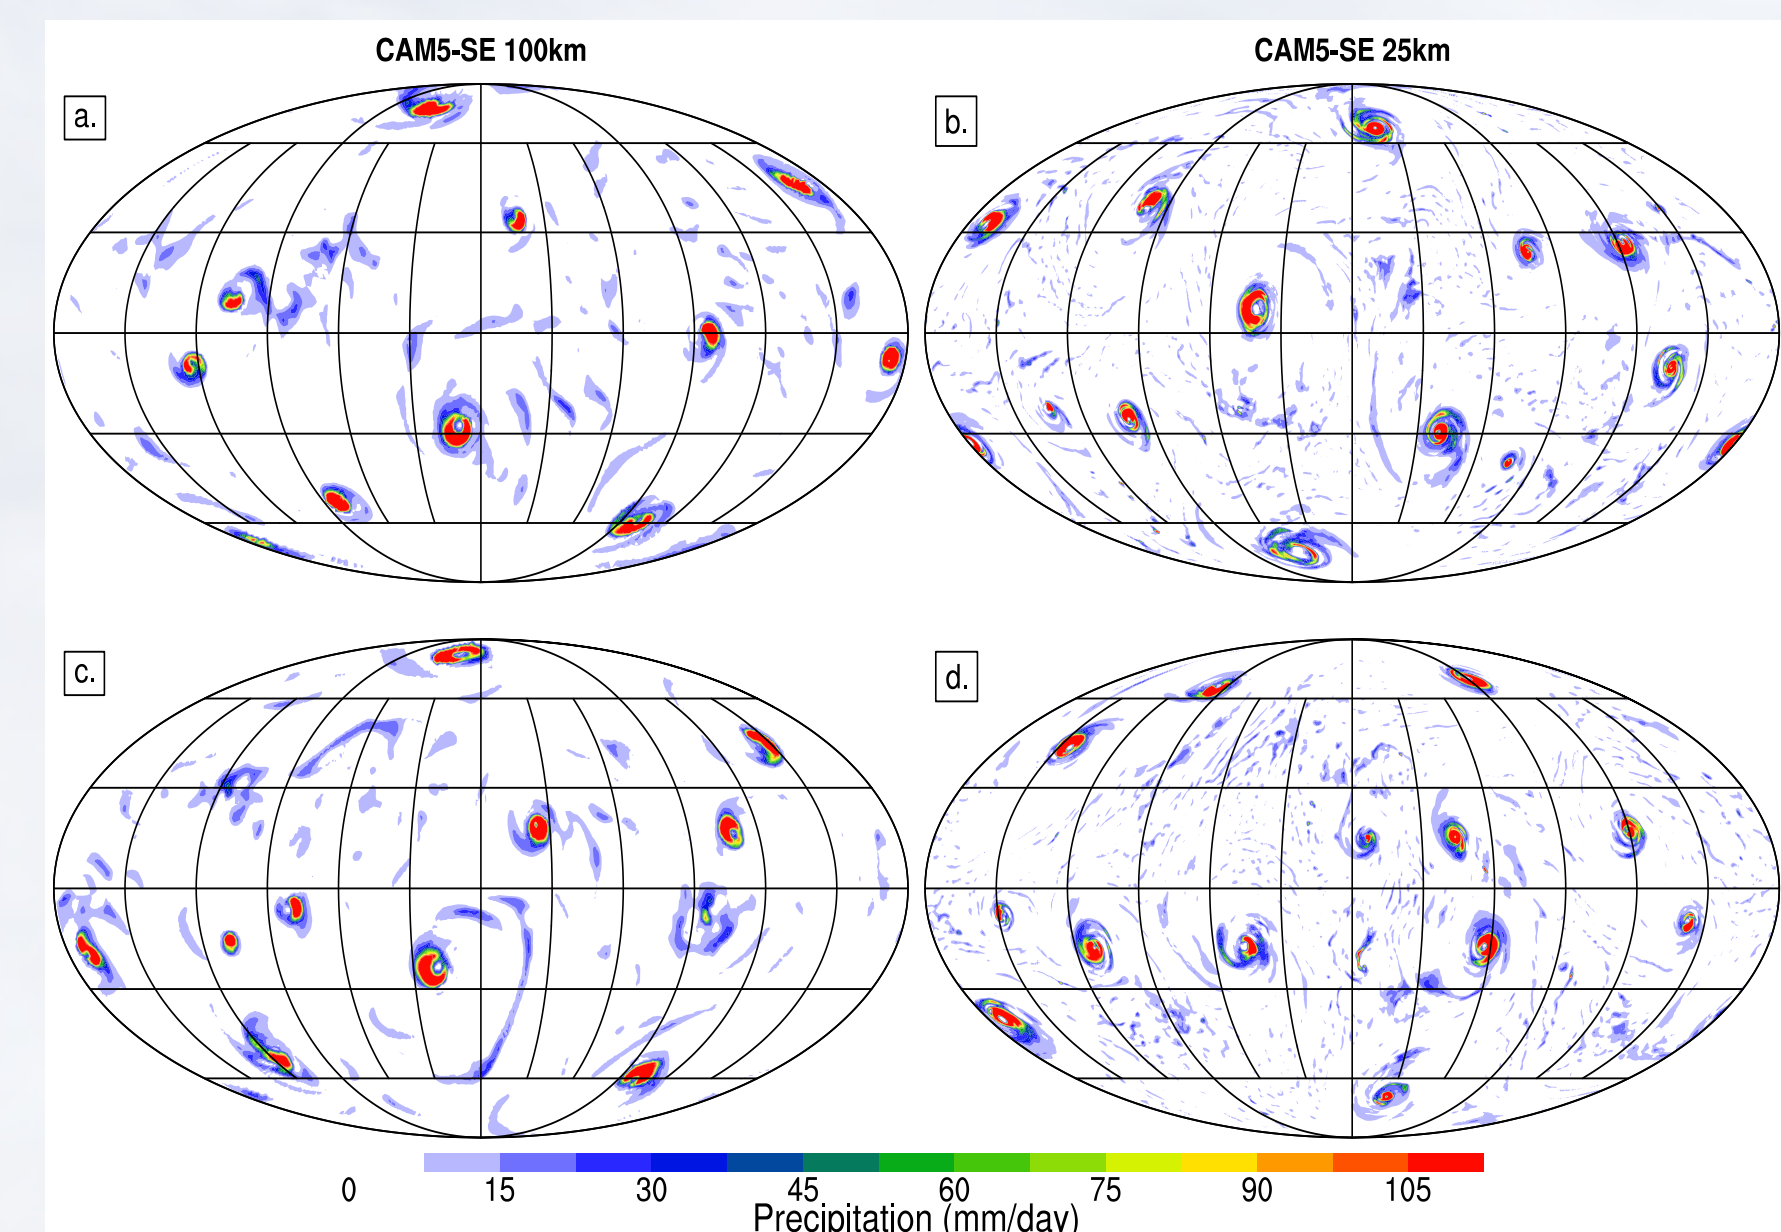 CAM5-SE 100km
CAM5-SE 25km
a.
b.
c.
d.
0 15 30 45 60 75 90 105
Precipitation (mm/day)